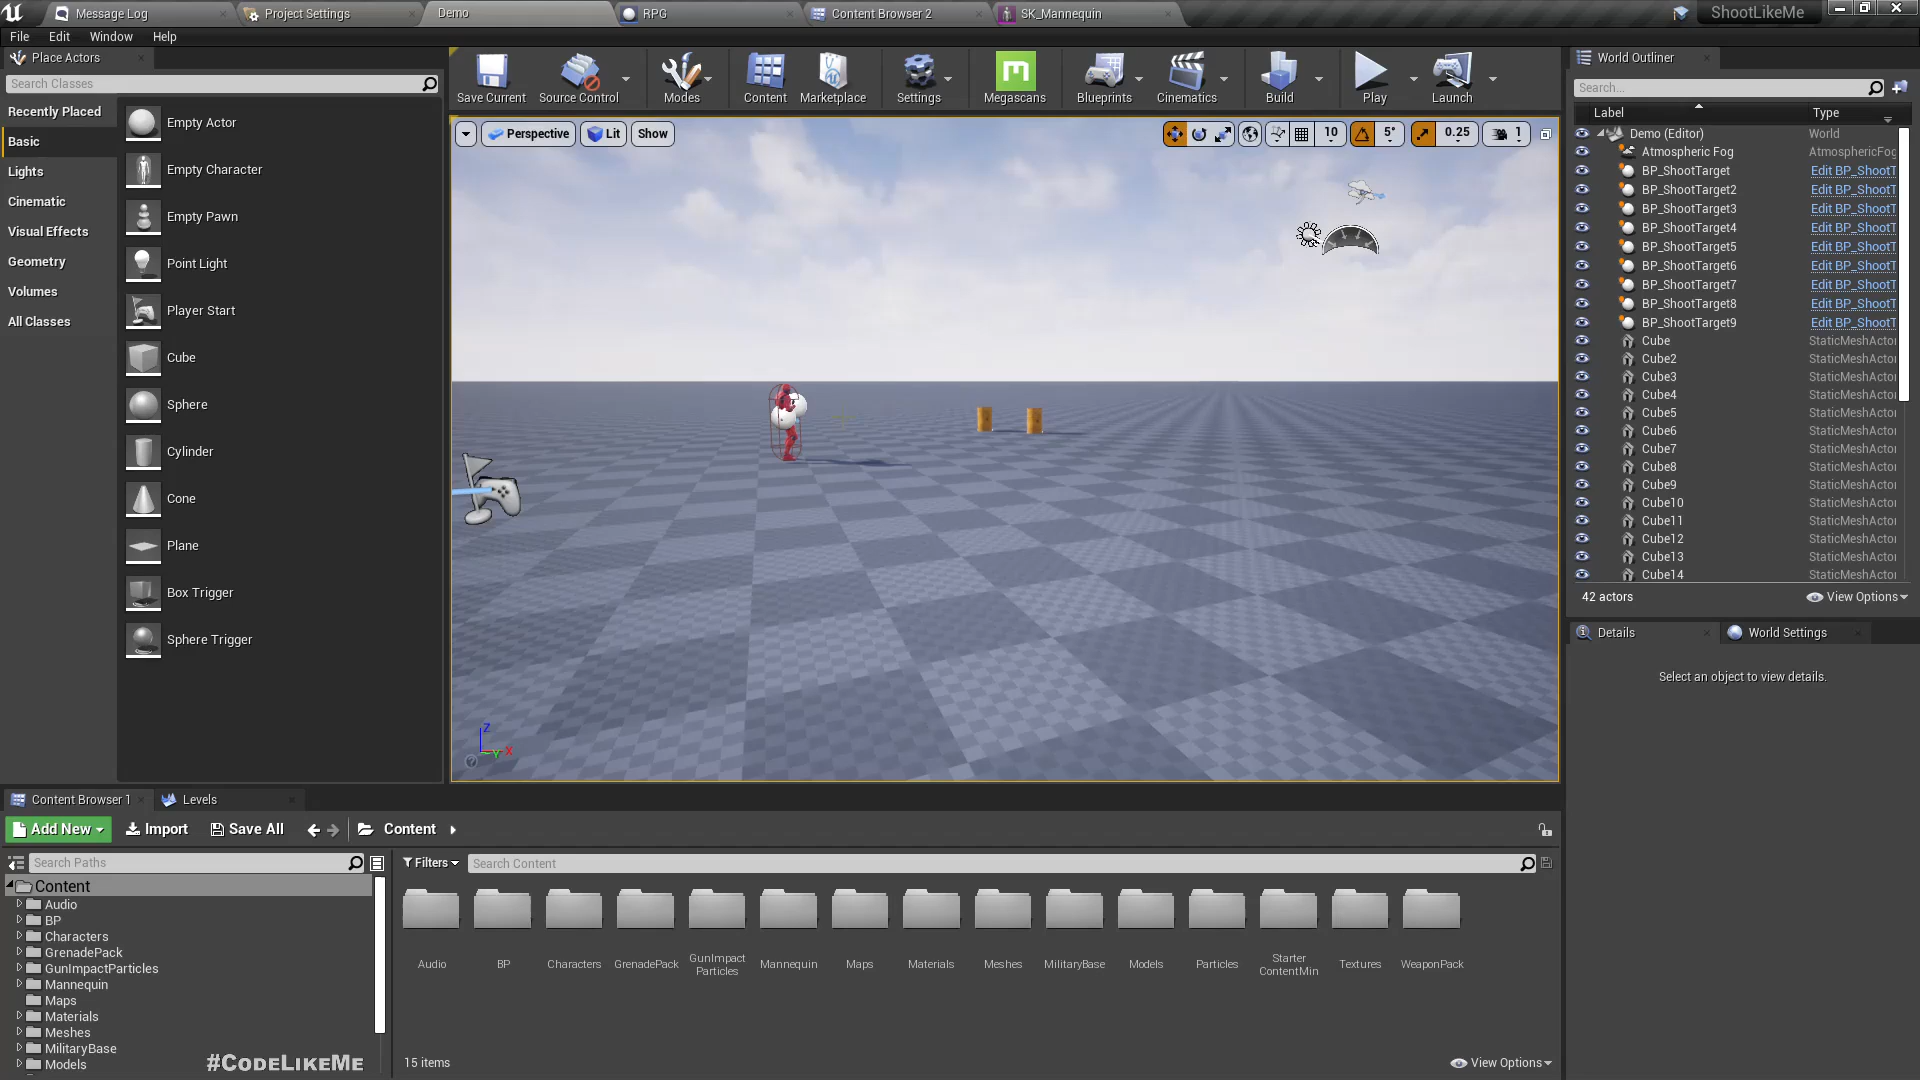 Message Log
Project Settings
Demo
RPG
Content Browser 2
SK_Mannequin
ShootLikeMe
File
Edit
Window
Help
Place Actors
Search Classes
Recently Placed
Basic
Lights
Cinematic
Visual Effects
Geometry
Volumes
All Classes
Empty Actor
Empty Character
Empty Pawn
Point Light
Player Start
Cube
Sphere
Cylinder
Cone
Plane
Box Trigger
Sphere Trigger
Save Current
Source Control
Modes
Content
Marketplace
Settings
Megascans
Blueprints
Cinematics
Build
Play
Launch
Perspective
Lit
Show
10
5°
0.25
1
Z
X
World Outliner
Search...
Label
Type
Demo (Editor) World
Atmospheric Fog AtmosphericFog
BP_ShootTarget Edit BP_ShootT
BP_ShootTarget2 Edit BP_ShootT
BP_ShootTarget3 Edit BP_ShootT
BP_ShootTarget4 Edit BP_ShootT
BP_ShootTarget5 Edit BP_ShootT
BP_ShootTarget6 Edit BP_ShootT
BP_ShootTarget7 Edit BP_ShootT
BP_ShootTarget8 Edit BP_ShootT
BP_ShootTarget9 Edit BP_ShootT
Cube StaticMeshActor
Cube2 StaticMeshActor
Cube3 StaticMeshActor
Cube4 StaticMeshActor
Cube5 StaticMeshActor
Cube6 StaticMeshActor
Cube7 StaticMeshActor
Cube8 StaticMeshActor
Cube9 StaticMeshActor
Cube10 StaticMeshActor
Cube11 StaticMeshActor
Cube12 StaticMeshActor
Cube13 StaticMeshActor
Cube14 StaticMeshActor
42 actors
View Options
Details
World Settings
Select an object to view details.
Content Browser 1
Levels
Add New
Import
Save All
Content
Search Paths
Content
Audio
BP
Characters
GrenadePack
GunImpactParticles
Mannequin
Maps
Materials
Meshes
MilitaryBase
Models
Filters
Search Content
Audio
BP
Characters
GrenadePack
GunImpact
Particles
Mannequin
Maps
Materials
Meshes
MilitaryBase
Models
Particles
Starter
ContentMin
Textures
WeaponPack
15 items
View Options
#CodeLikeMe